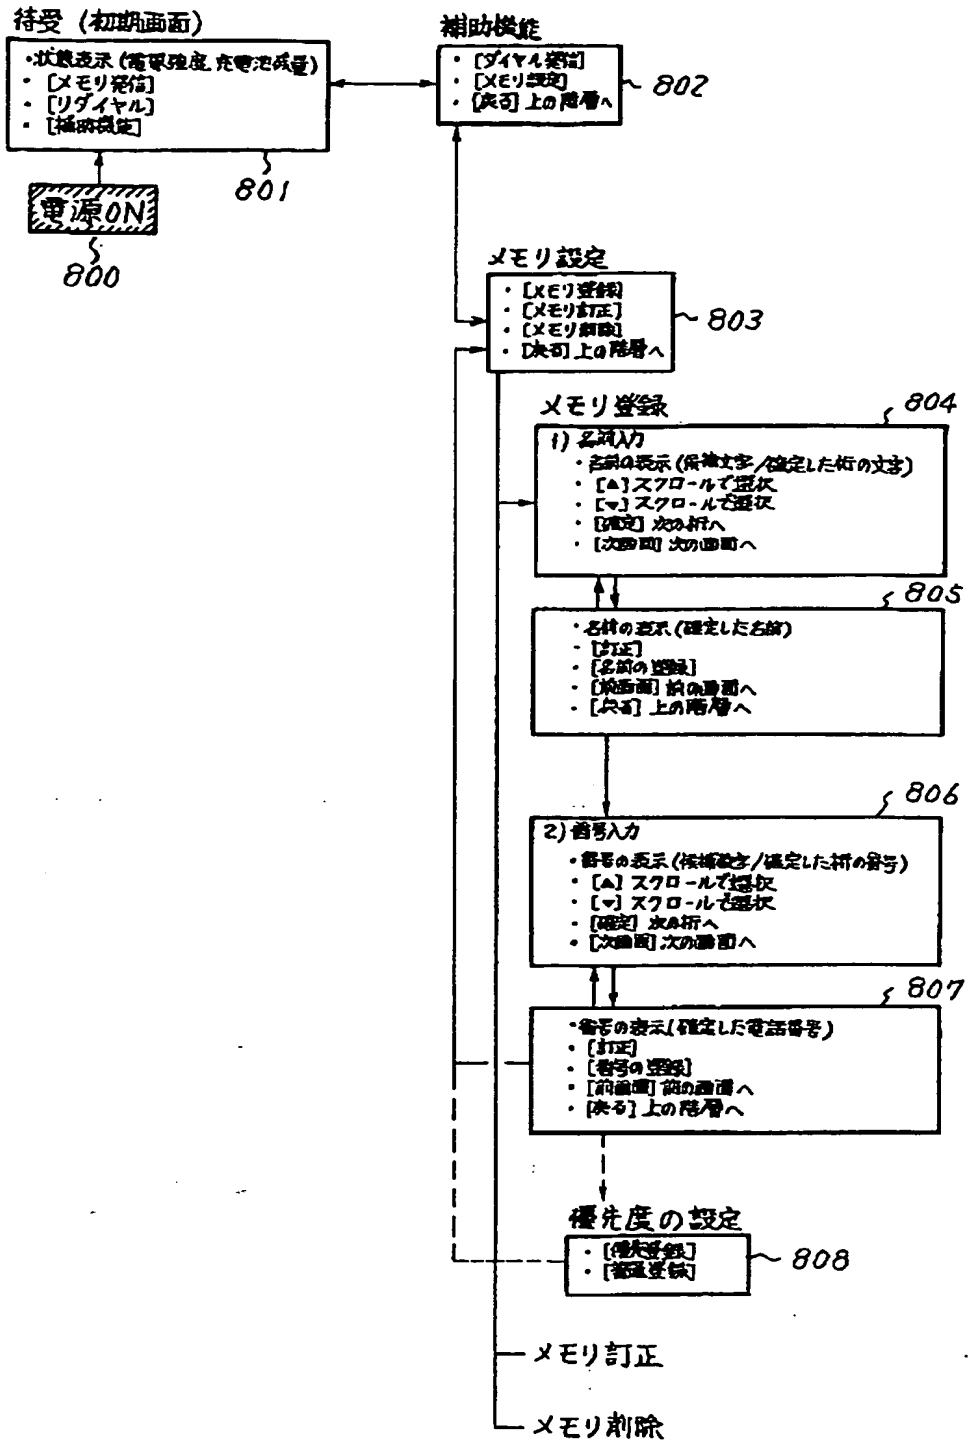 待受 (初期画面)
・状態表示 (電界強度、充電池残量)
・[メモリ発信]
・[リダイヤル]
・[補助機能]
801
電源ON
800
補助機能
・[ダイヤル発信]
・[メモリ設定]
・[戻る] 上の階層へ
802
メモリ設定
・[メモリ登録]
・[メモリ訂正]
・[メモリ削除]
・[戻る] 上の階層へ
803
メモリ登録
804
1) 名前入力
・名前の表示 (候補文字/確定した桁の文字)
・[▲] スクロールで選択
・[▼] スクロールで選択
・[確定] 次の桁へ
・[次画面] 次の画面へ
805
・名前の表示 (確定した名前)
・[訂正]
・[名前の登録]
・[前画面] 前の画面へ
・[戻る] 上の階層へ
806
2) 番号入力
・番号の表示 (候補数字/確定した桁の番号)
・[▲] スクロールで選択
・[▼] スクロールで選択
・[確定] 次の桁へ
・[次画面] 次の画面へ
807
・番号の表示 (確定した電話番号)
・[訂正]
・[番号の登録]
・[前画面] 前の画面へ
・[戻る] 上の階層へ
優先度の設定
・[優先登録]
・[普通登録]
808
メモリ訂正
メモリ削除